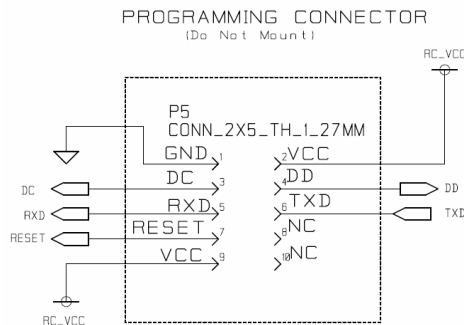 PROGRAMMING CONNECTOR
(Do Not Mount)
RC_VCC
P5
CONN_2X5_TH_1_27MM
GND 1 2 VCC
DC DC 3 4 DD DD
RXD RXD 5 6 TXD TXD
RESET RESET 7 8 NC
VCC 9 10 NC
RC_VCC